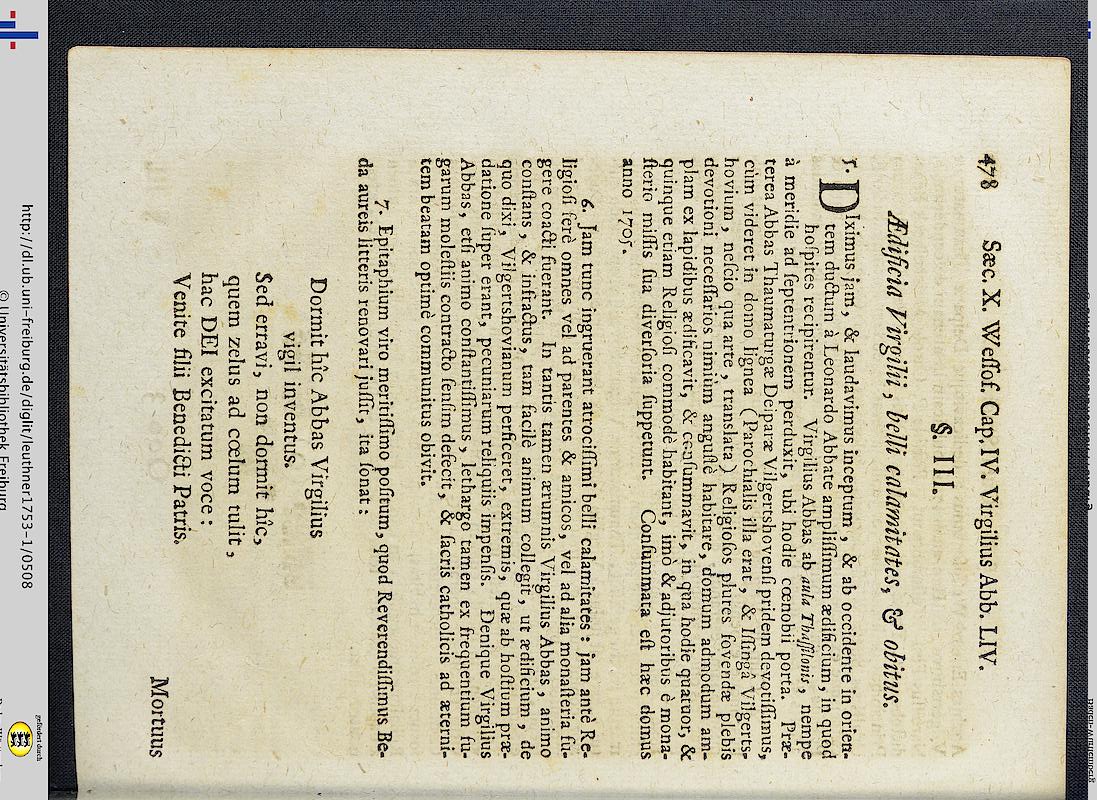 478 Sæc. X. Weſſof. Cap. IV. Virgilius Abb. LIV.
§. III.
Ædificia Virgilii, belli calamitates, & obitus.
5. DIximus jam, & laudavimus inceptum, & ab occidente in orien-
tem ductum à Leonardo Abbate ampliſſimum ædificium, in quod
hoſpites recipirentur. Virgilius Abbas ab aula Thaſſilonis, nempe
à meridie ad ſeptentrionem perduxit, ubi hodie cœnobii porta. Præ-
terea Abbas Thaumaturgæ Deiparæ Vilgertshovenſi pridem devotiſſimus,
cùm videret in domo lignea (Parochialis illa erat, & Iſſingâ Vilgerts-
hovium, neſcio qua arte, translata) Religioſos plures fovendæ plebis
devotioni neceſſarios nimiùm anguſtè habitare, domum admodum am-
plam ex lapidibus ædificavit, & conſummavit, in qua hodie quatuor, &
quinque etiam Religioſi commodè habitant, imò & adjutoribus è mona-
ſterio miſſis ſua diverſoria ſuppetunt. Conſummata eſt hæc domus
anno 1705.
6. Jam tunc ingruerant atrociſſimi belli calamitates: jam antè Re-
ligioſi ferè omnes vel ad parentes & amicos, vel ad alia monaſteria fu-
gere coacti fuerant. In tantis tamen ærumnis Virgilius Abbas, animo
conſtans, & infractus, tam facilè animum collegit, ut ædificium, de
quo dixi, Vilgertshovianum perficeret, extremis, quæ ab hoſtium præ-
datione ſuper erant, pecuniarum reliquiis impenſis. Denique Virgilius
Abbas, etſi animo conſtantiſſimus, lethargo tamen ex frequentium fu-
garum moleſtiis contracto ſenſim defecit, & ſacris catholicis ad æterni-
tem beatam optimè communitus obivit.
7. Epitaphium viro meritiſſimo poſitum, quod Reverendiſſimus Be-
da aureis litteris renovari juſſit, ita ſonat:
Dormit hîc Abbas Virgilius
vigil inventus.
Sed erravi, non dormit hîc,
quem zelus ad cœlum tulit,
hac DEI excitatum voce:
Venite filii Benedicti Patris.
Mortuus
http://dl.ub.uni-freiburg.de/diglit/leuthner1753-1/0508
© Universitätsbibliothek Freiburg
gefördert durch